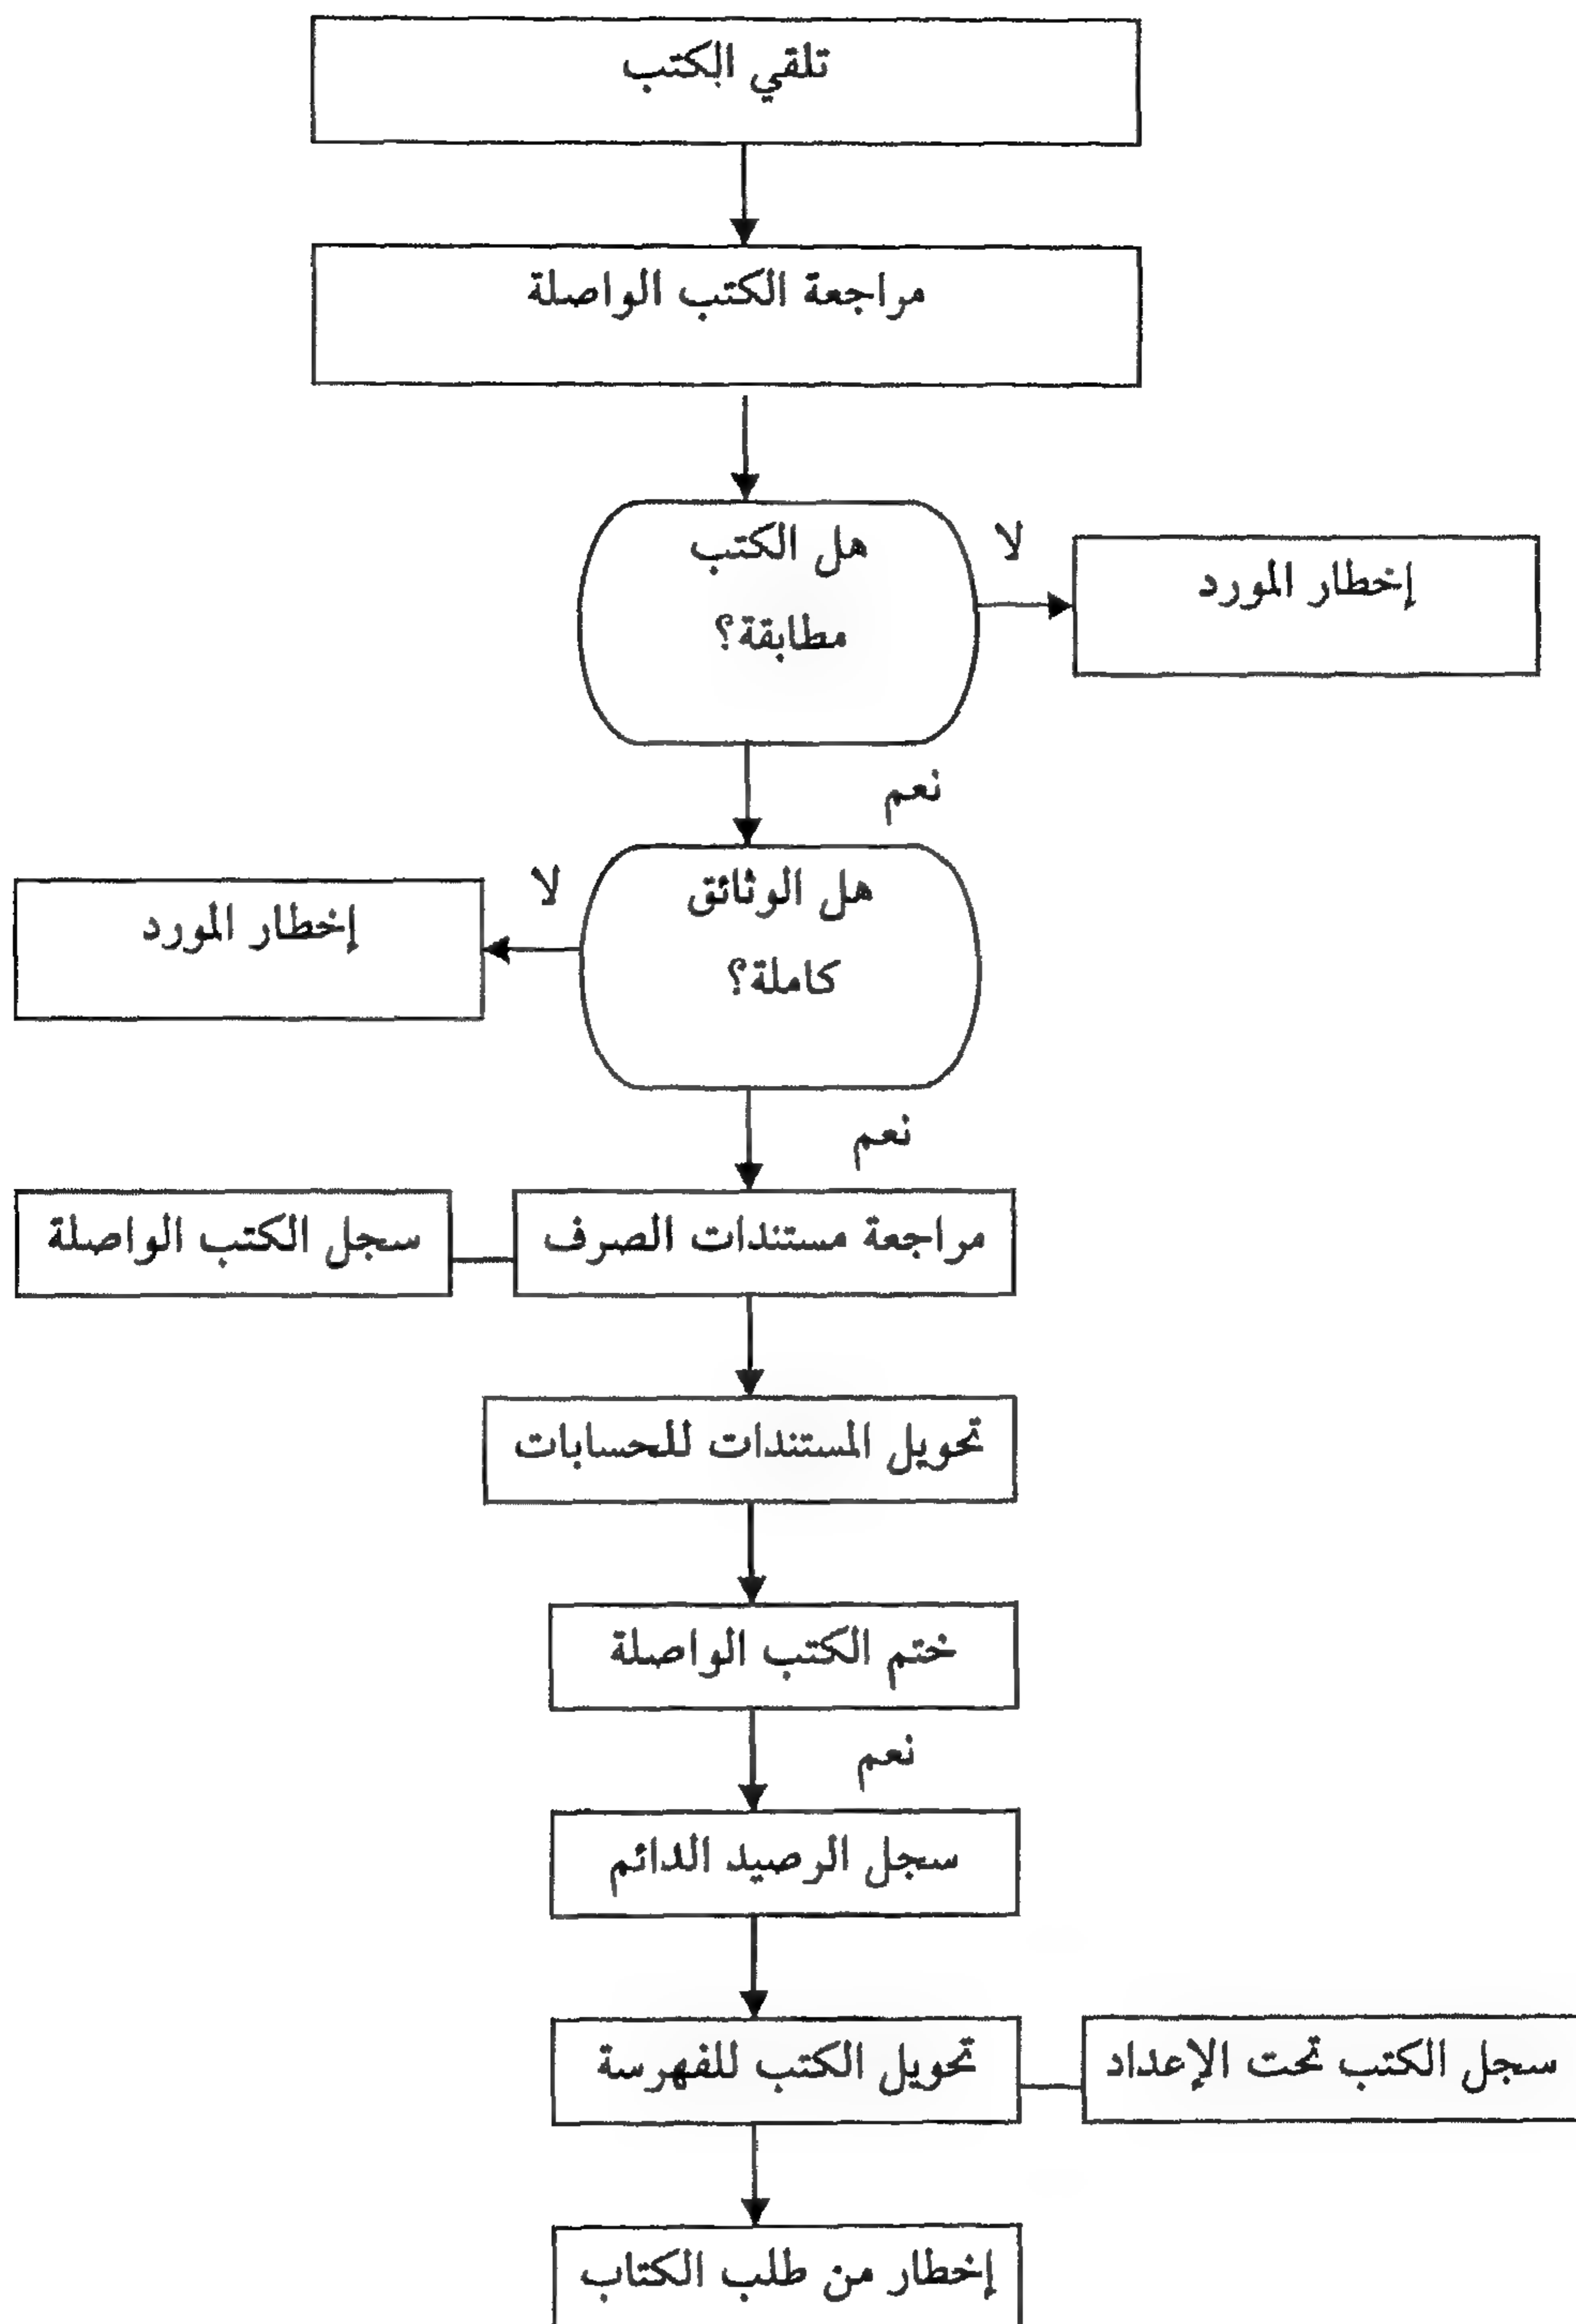 تلقي الكتب
مراجعة الكتب الواصلة
هل الكتب
مطابقة؟
لا
إخطار المورد
نعم
هل الوثائق
كاملة؟
لا
إخطار المورد
نعم
مراجعة مستندات الصرف
سجل الكتب الواصلة
تحويل المستندات للحسابات
ختم الكتب الواصلة
نعم
سجل الرصيد الدائم
سجل الكتب تحت الإعداد
تحويل الكتب للفهرسة
إخطار من طلب الكتاب